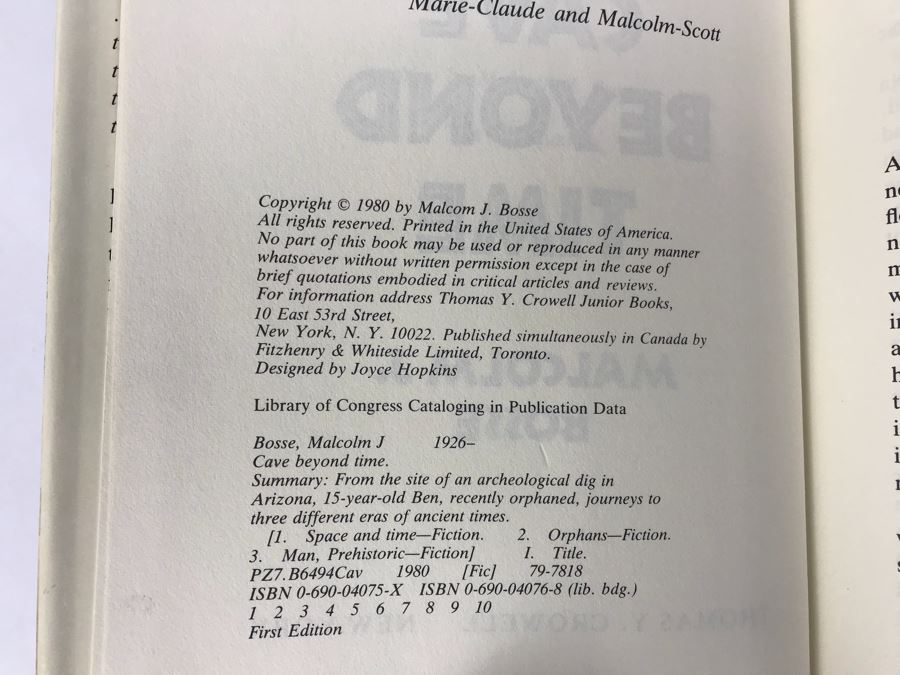 Marie-Claude and Malcolm-Scott
Copyright © 1980 by Malcom J. Bosse
All rights reserved. Printed in the United States of America.
No part of this book may be used or reproduced in any manner
whatsoever without written permission except in the case of
brief quotations embodied in critical articles and reviews.
For information address Thomas Y. Crowell Junior Books,
10 East 53rd Street,
New York, N. Y. 10022. Published simultaneously in Canada by
Fitzhenry & Whiteside Limited, Toronto.
Designed by Joyce Hopkins
Library of Congress Cataloging in Publication Data
Bosse, Malcolm J 1926–
Cave beyond time.
Summary: From the site of an archeological dig in
Arizona, 15-year-old Ben, recently orphaned, journeys to
three different eras of ancient times.
[1. Space and time—Fiction. 2. Orphans—Fiction.
3. Man, Prehistoric—Fiction] I. Title.
PZ7.B6494Cav 1980 [Fic] 79-7818
ISBN 0-690-04075-X ISBN 0-690-04076-8 (lib. bdg.)
1 2 3 4 5 6 7 8 9 10
First Edition